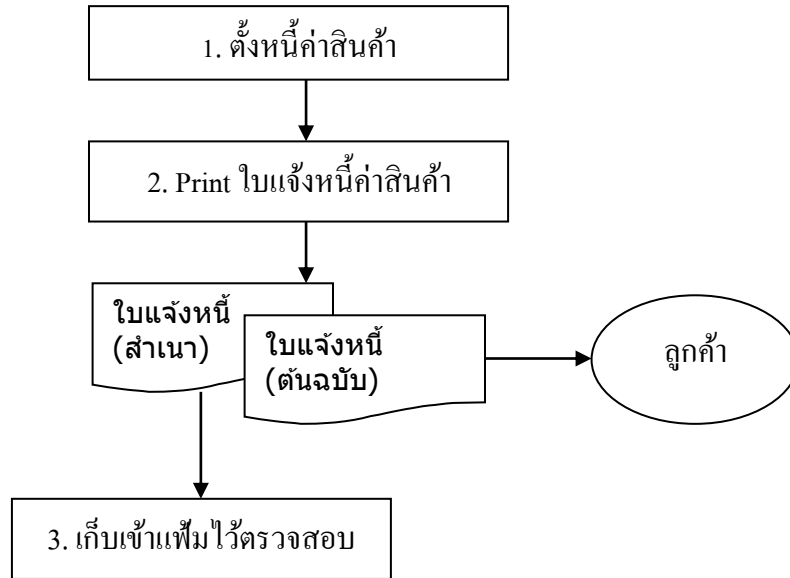 1. ตั้งหนี้ค่าสินค้า
2. Print ใบแจ้งหนี้ค่าสินค้า
ใบแจ้งหนี้
(สำเนา)
ใบแจ้งหนี้
(ต้นฉบับ)
ลูกค้า
3. เก็บเข้าแฟ้มไว้ตรวจสอบ